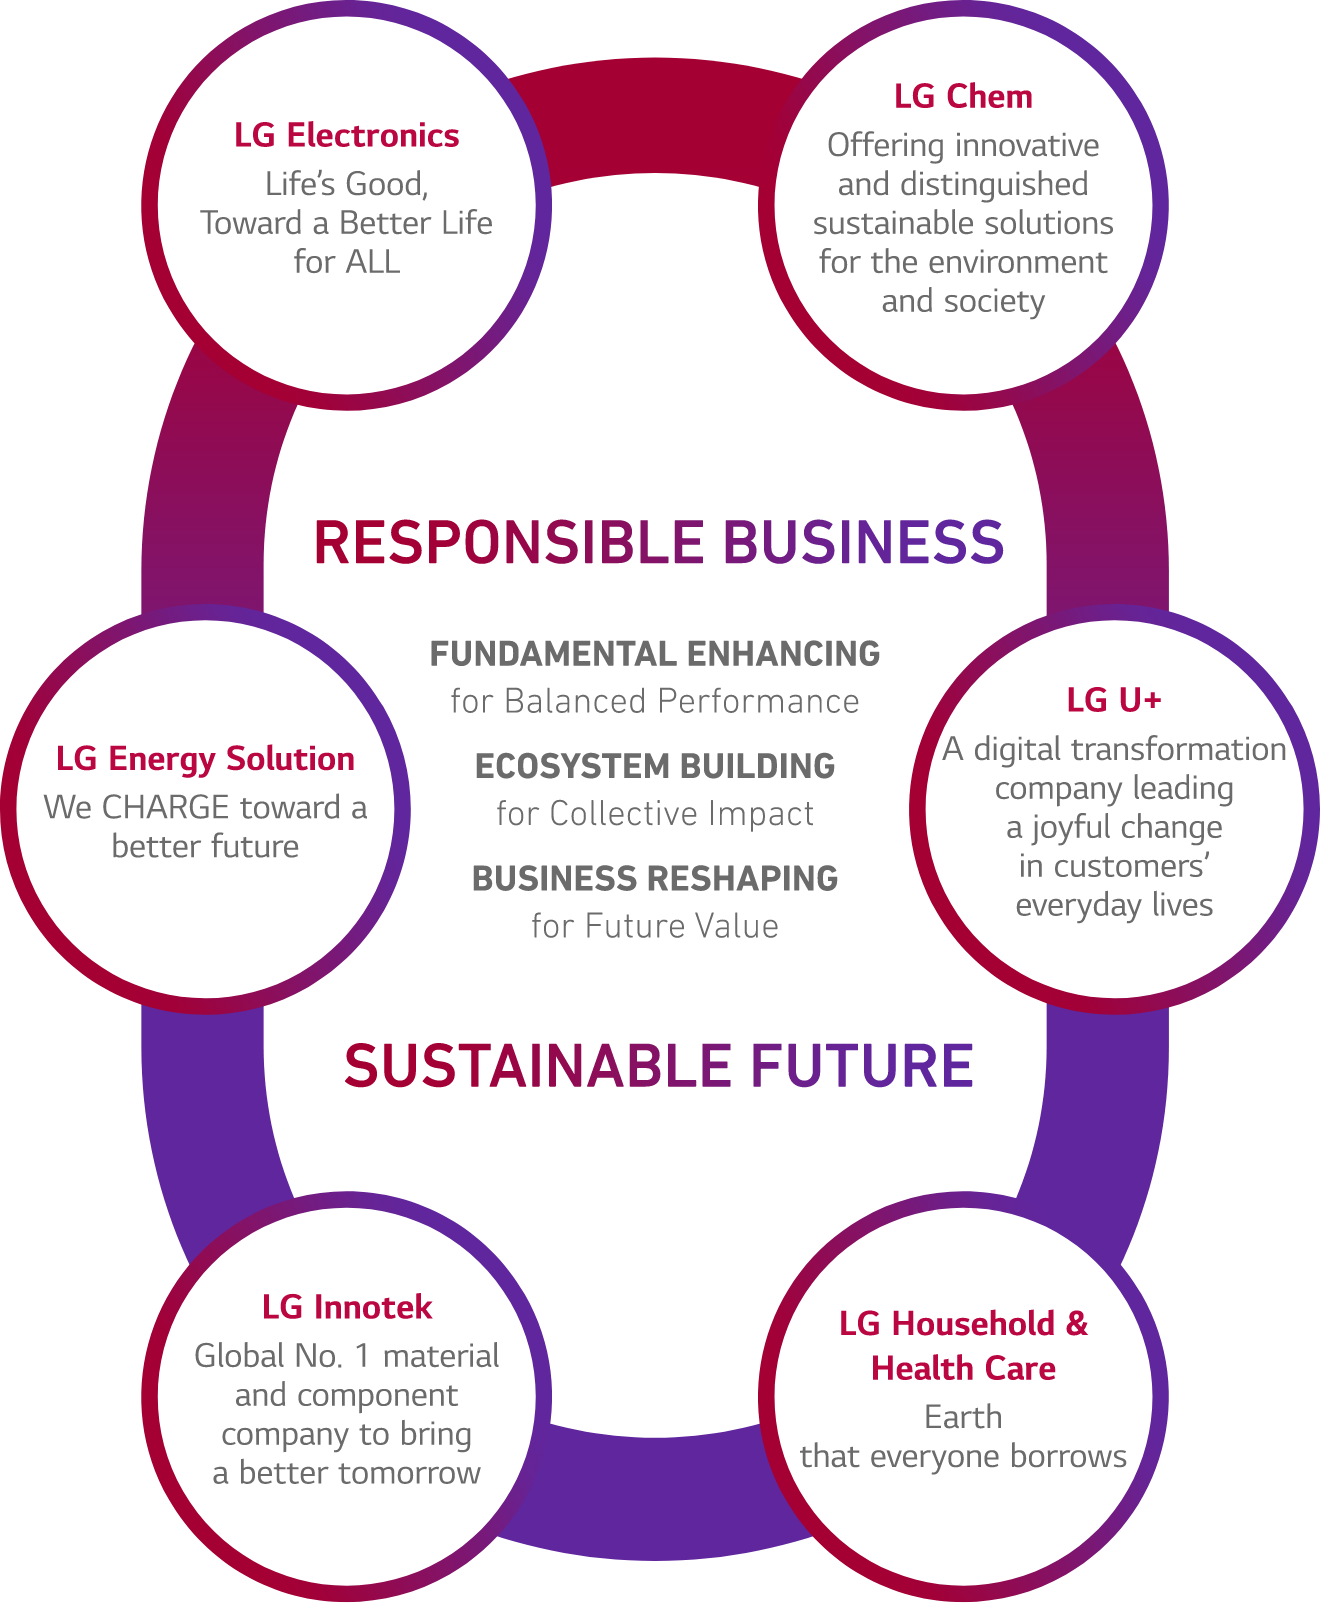 LG Electronics
Life’s Good,
Toward a Better Life
for ALL
LG Chem
Offering innovative
and distinguished
sustainable solutions
for the environment
and society
RESPONSIBLE BUSINESS
FUNDAMENTAL ENHANCING
for Balanced Performance
ECOSYSTEM BUILDING
for Collective Impact
BUSINESS RESHAPING
for Future Value
SUSTAINABLE FUTURE
LG Energy Solution
We CHARGE toward a
better future
LG U+
A digital transformation
company leading
a joyful change
in customers’
everyday lives
LG Innotek
Global No. 1 material
and component
company to bring
a better tomorrow
LG Household &
Health Care
Earth
that everyone borrows